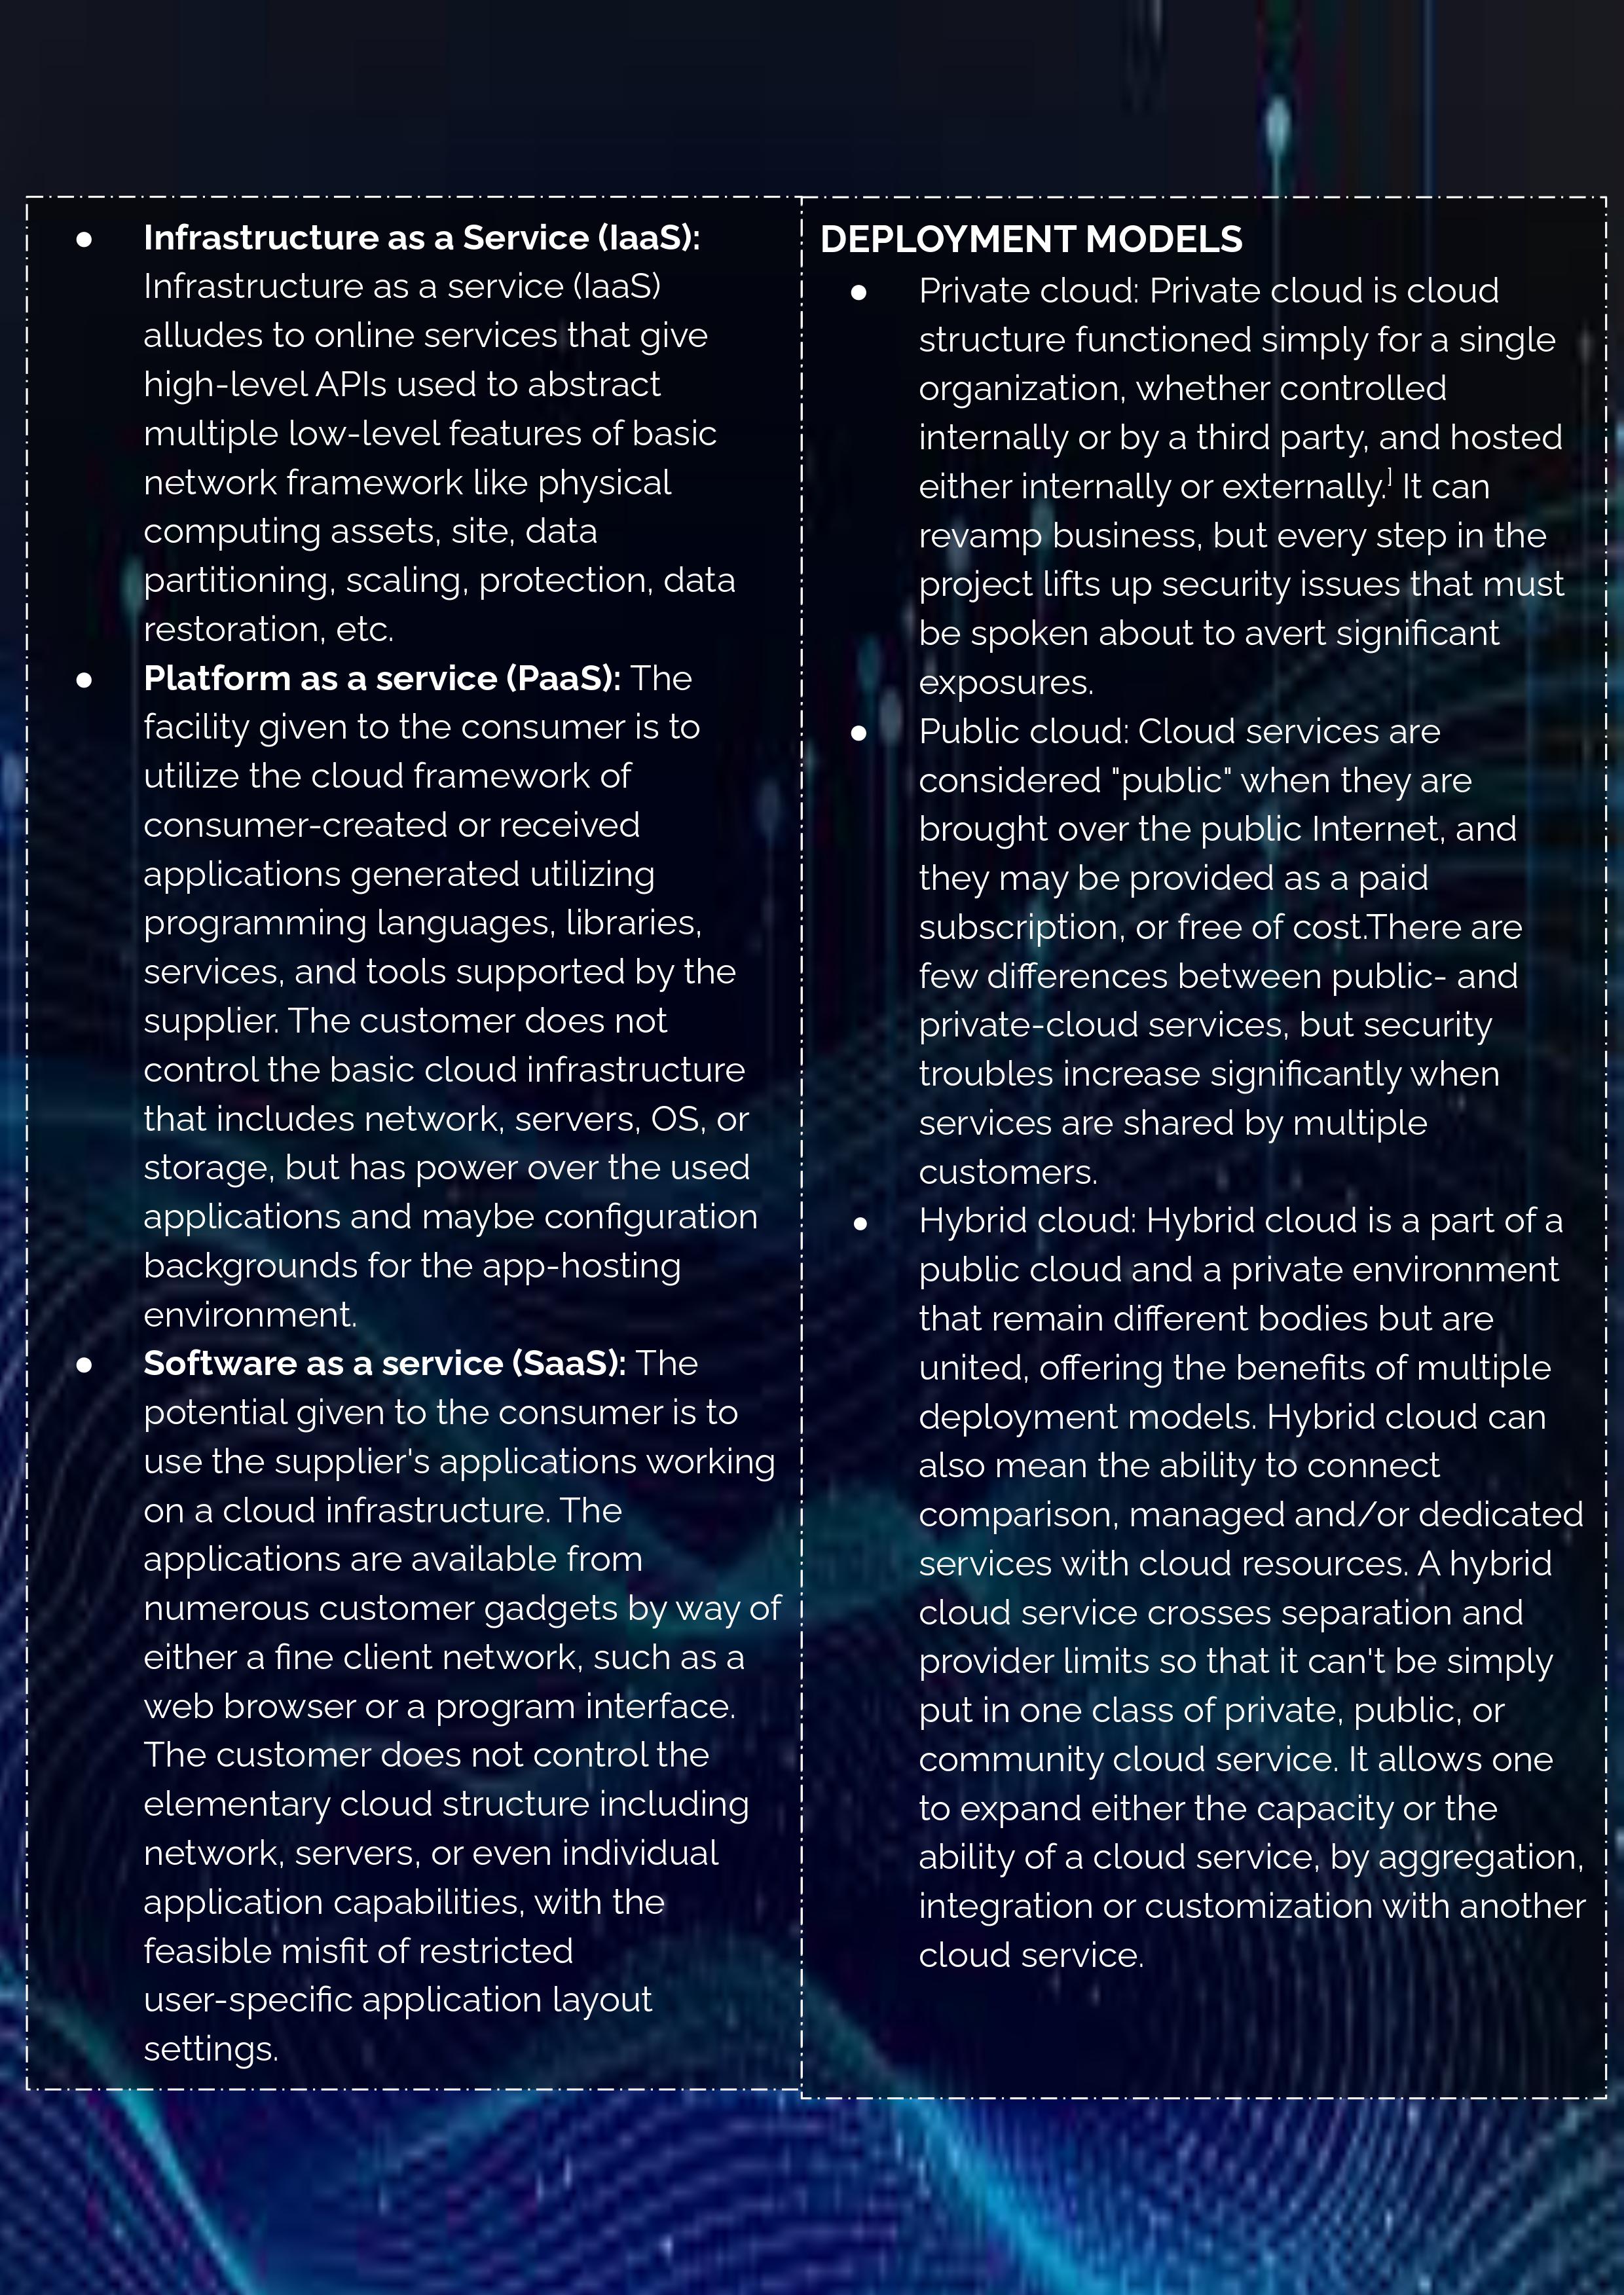 ● Infrastructure as a Service (IaaS):
Infrastructure as a service (IaaS)
alludes to online services that give
high-level APIs used to abstract
multiple low-level features of basic
network framework like physical
computing assets, site, data
partitioning, scaling, protection, data
restoration, etc.
● Platform as a service (PaaS): The
facility given to the consumer is to
utilize the cloud framework of
consumer-created or received
applications generated utilizing
programming languages, libraries,
services, and tools supported by the
supplier. The customer does not
control the basic cloud infrastructure
that includes network, servers, OS, or
storage, but has power over the used
applications and maybe configuration
backgrounds for the app-hosting
environment.
● Software as a service (SaaS): The
potential given to the consumer is to
use the supplier's applications working
on a cloud infrastructure. The
applications are available from
numerous customer gadgets by way of
either a fine client network, such as a
web browser or a program interface.
The customer does not control the
elementary cloud structure including
network, servers, or even individual
application capabilities, with the
feasible misfit of restricted
user-specific application layout
settings.
DEPLOYMENT MODELS
● Private cloud: Private cloud is cloud
structure functioned simply for a single
organization, whether controlled
internally or by a third party, and hosted
either internally or externally.] It can
revamp business, but every step in the
project lifts up security issues that must
be spoken about to avert significant
exposures.
● Public cloud: Cloud services are
considered "public" when they are
brought over the public Internet, and
they may be provided as a paid
subscription, or free of cost.There are
few differences between public- and
private-cloud services, but security
troubles increase significantly when
services are shared by multiple
customers.
● Hybrid cloud: Hybrid cloud is a part of a
public cloud and a private environment
that remain different bodies but are
united, offering the benefits of multiple
deployment models. Hybrid cloud can
also mean the ability to connect
comparison, managed and/or dedicated
services with cloud resources. A hybrid
cloud service crosses separation and
provider limits so that it can't be simply
put in one class of private, public, or
community cloud service. It allows one
to expand either the capacity or the
ability of a cloud service, by aggregation,
integration or customization with another
cloud service.